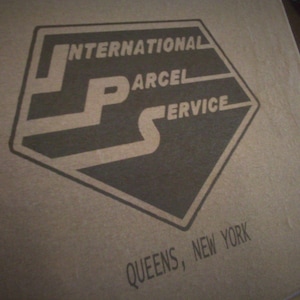 INTERNATIONAL
PARCEL
SERVICE
QUEENS, NEW YORK